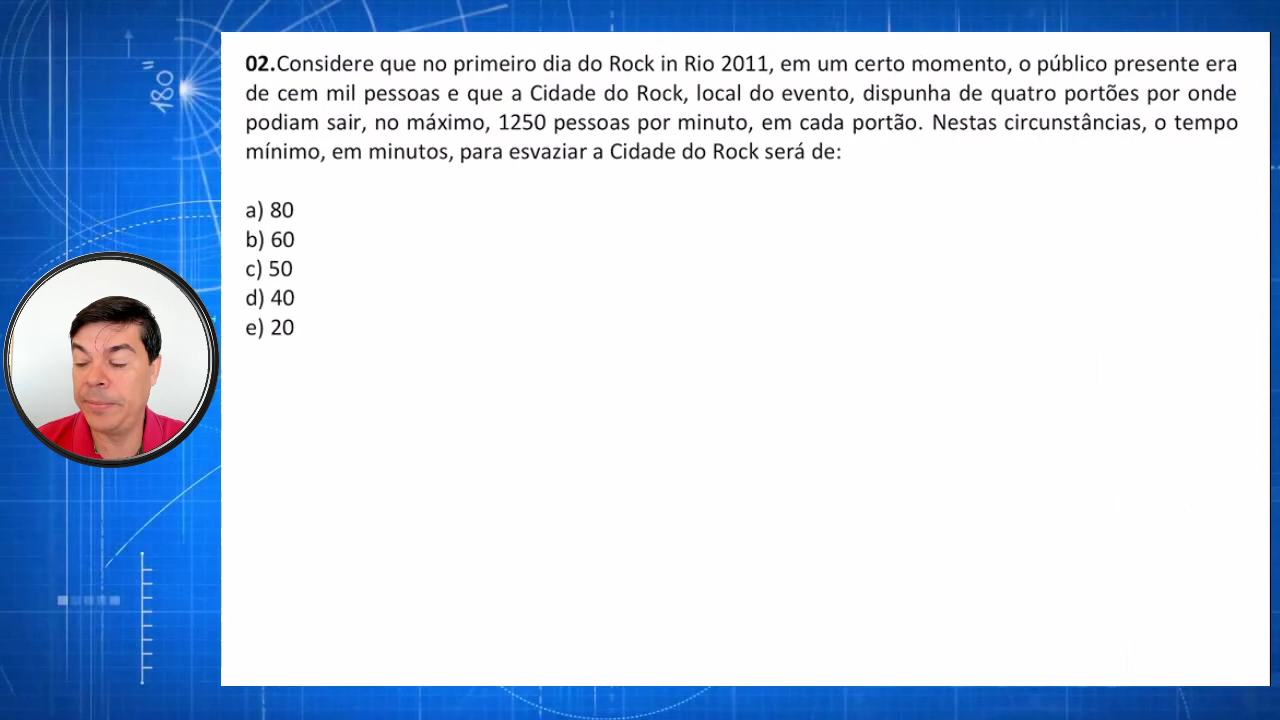 180"
02.Considere que no primeiro dia do Rock in Rio 2011, em um certo momento, o público presente era
de cem mil pessoas e que a Cidade do Rock, local do evento, dispunha de quatro portões por onde
podiam sair, no máximo, 1250 pessoas por minuto, em cada portão. Nestas circunstâncias, o tempo
mínimo, em minutos, para esvaziar a Cidade do Rock será de:
a) 80
b) 60
c) 50
d) 40
e) 20